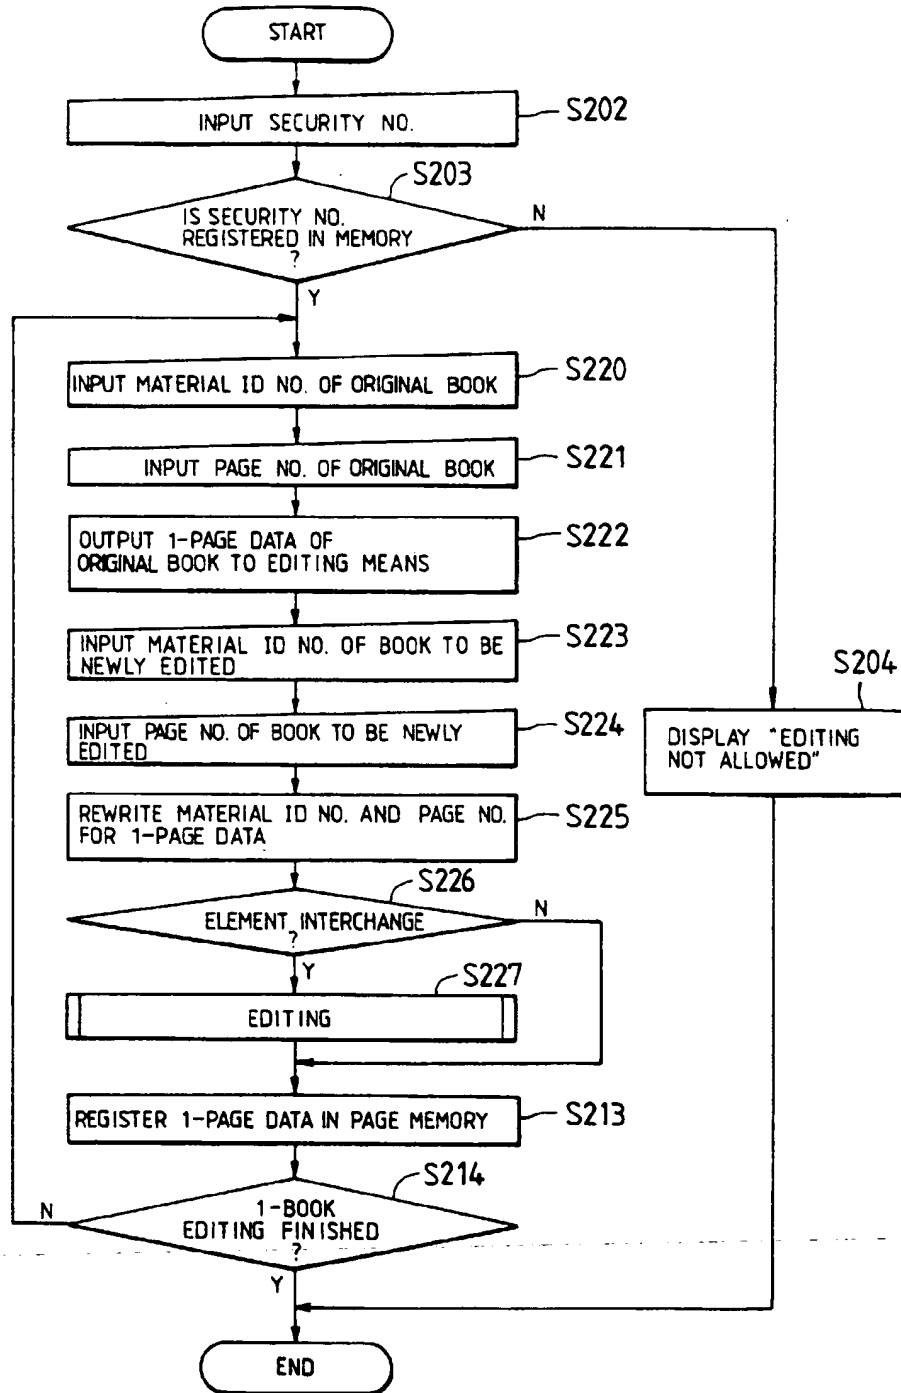 START
INPUT SECURITY NO.
S202
S203
IS SECURITY NO.
REGISTERED IN MEMORY
?
N
Y
INPUT MATERIAL ID NO. OF ORIGINAL BOOK
S220
INPUT PAGE NO. OF ORIGINAL BOOK
S221
OUTPUT 1-PAGE DATA OF
ORIGINAL BOOK TO EDITING MEANS
S222
INPUT MATERIAL ID NO. OF BOOK TO BE
NEWLY EDITED
S223
INPUT PAGE NO. OF BOOK TO BE NEWLY
EDITED
S224
S204
DISPLAY "EDITING
NOT ALLOWED"
REWRITE MATERIAL ID NO. AND PAGE NO.
FOR 1-PAGE DATA
S225
S226
ELEMENT INTERCHANGE
?
N
Y
S227
EDITING
REGISTER 1-PAGE DATA IN PAGE MEMORY
S213
S214
1-BOOK
EDITING FINISHED
?
N
Y
END